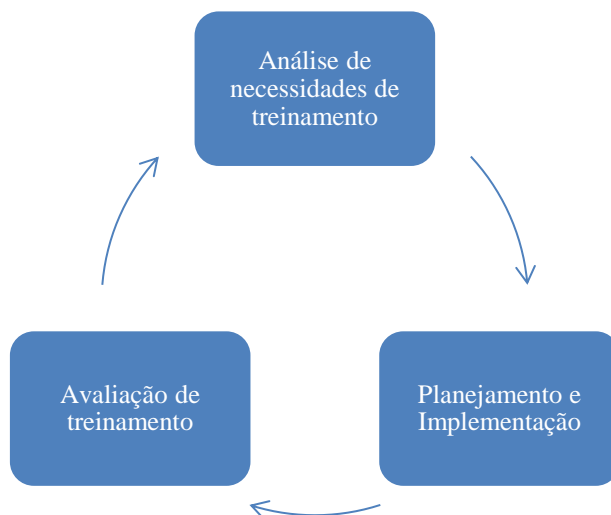 Análise de
necessidades de
treinamento
Avaliação de
treinamento
Planejamento e
Implementação